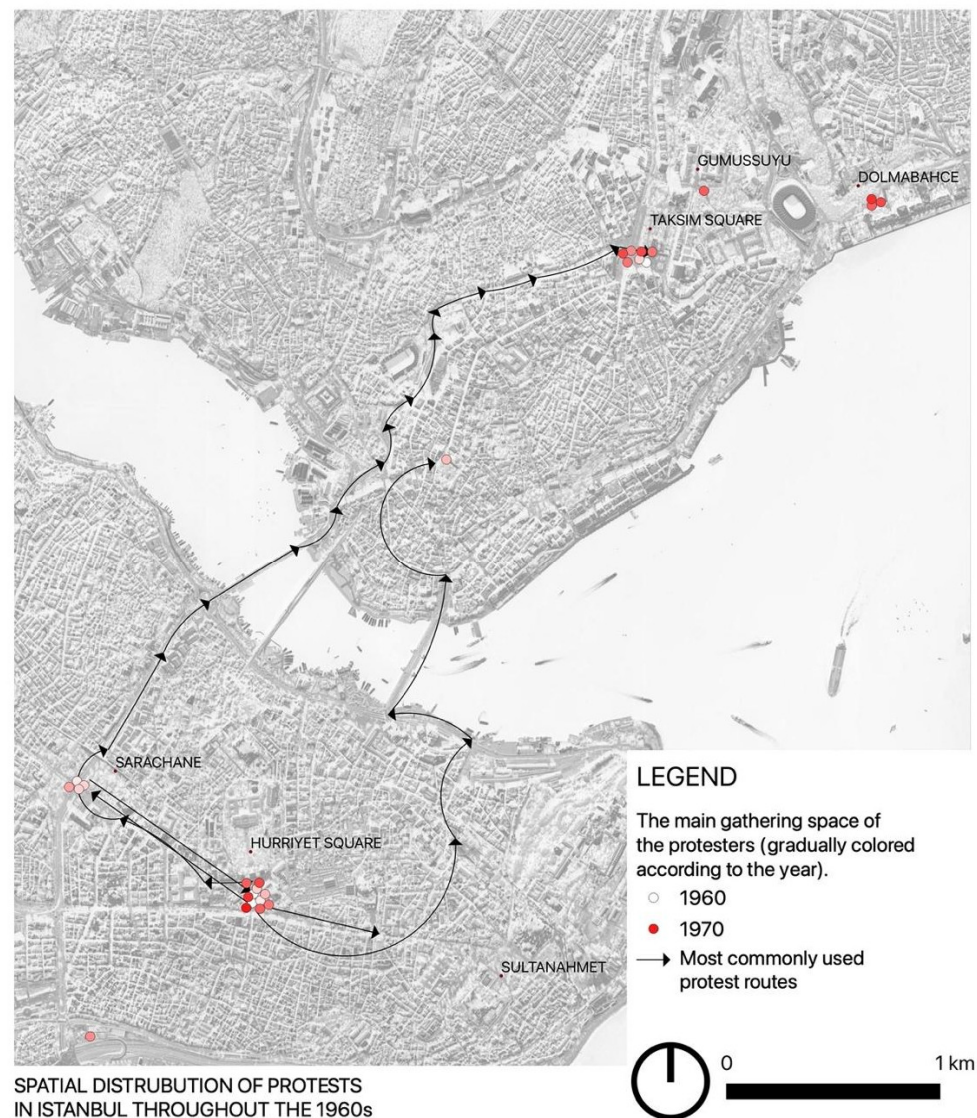 GUMUSSUYU
DOLMABAHCE
TAKSIM SQUARE
SARACHANE
HURRIYET SQUARE
SULTANAHMET
LEGEND
The main gathering space of
the protesters (gradually colored
according to the year).
1960
1970
Most commonly used
protest routes
0
1 km
SPATIAL DISTRUBUTION OF PROTESTS
IN ISTANBUL THROUGHOUT THE 1960s